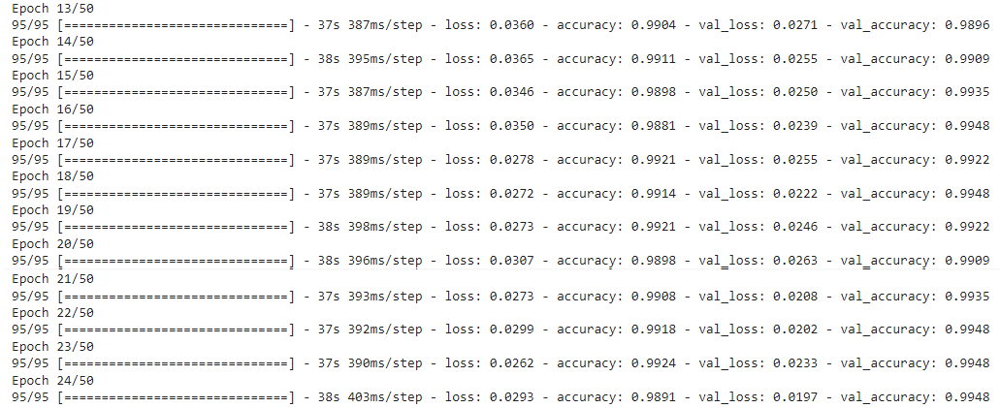 Epoch 13/50
95/95 [==============================] - 37s 387ms/step - loss: 0.0360 - accuracy: 0.9904 - val_loss: 0.0271 - val_accuracy: 0.9896
Epoch 14/50
95/95 [==============================] - 38s 395ms/step - loss: 0.0365 - accuracy: 0.9911 - val_loss: 0.0255 - val_accuracy: 0.9909
Epoch 15/50
95/95 [==============================] - 37s 387ms/step - loss: 0.0346 - accuracy: 0.9898 - val_loss: 0.0250 - val_accuracy: 0.9935
Epoch 16/50
95/95 [==============================] - 37s 389ms/step - loss: 0.0350 - accuracy: 0.9881 - val_loss: 0.0239 - val_accuracy: 0.9948
Epoch 17/50
95/95 [==============================] - 37s 389ms/step - loss: 0.0278 - accuracy: 0.9921 - val_loss: 0.0255 - val_accuracy: 0.9922
Epoch 18/50
95/95 [==============================] - 37s 389ms/step - loss: 0.0272 - accuracy: 0.9914 - val_loss: 0.0222 - val_accuracy: 0.9948
Epoch 19/50
95/95 [==============================] - 38s 398ms/step - loss: 0.0273 - accuracy: 0.9921 - val_loss: 0.0246 - val_accuracy: 0.9922
Epoch 20/50
95/95 [==============================] - 38s 396ms/step - loss: 0.0307 - accuracy: 0.9898 - val_loss: 0.0263 - val_accuracy: 0.9909
Epoch 21/50
95/95 [==============================] - 37s 393ms/step - loss: 0.0273 - accuracy: 0.9908 - val_loss: 0.0208 - val_accuracy: 0.9935
Epoch 22/50
95/95 [==============================] - 37s 392ms/step - loss: 0.0299 - accuracy: 0.9918 - val_loss: 0.0202 - val_accuracy: 0.9948
Epoch 23/50
95/95 [==============================] - 37s 390ms/step - loss: 0.0262 - accuracy: 0.9924 - val_loss: 0.0233 - val_accuracy: 0.9948
Epoch 24/50
95/95 [==============================] - 38s 403ms/step - loss: 0.0293 - accuracy: 0.9891 - val_loss: 0.0197 - val_accuracy: 0.9948